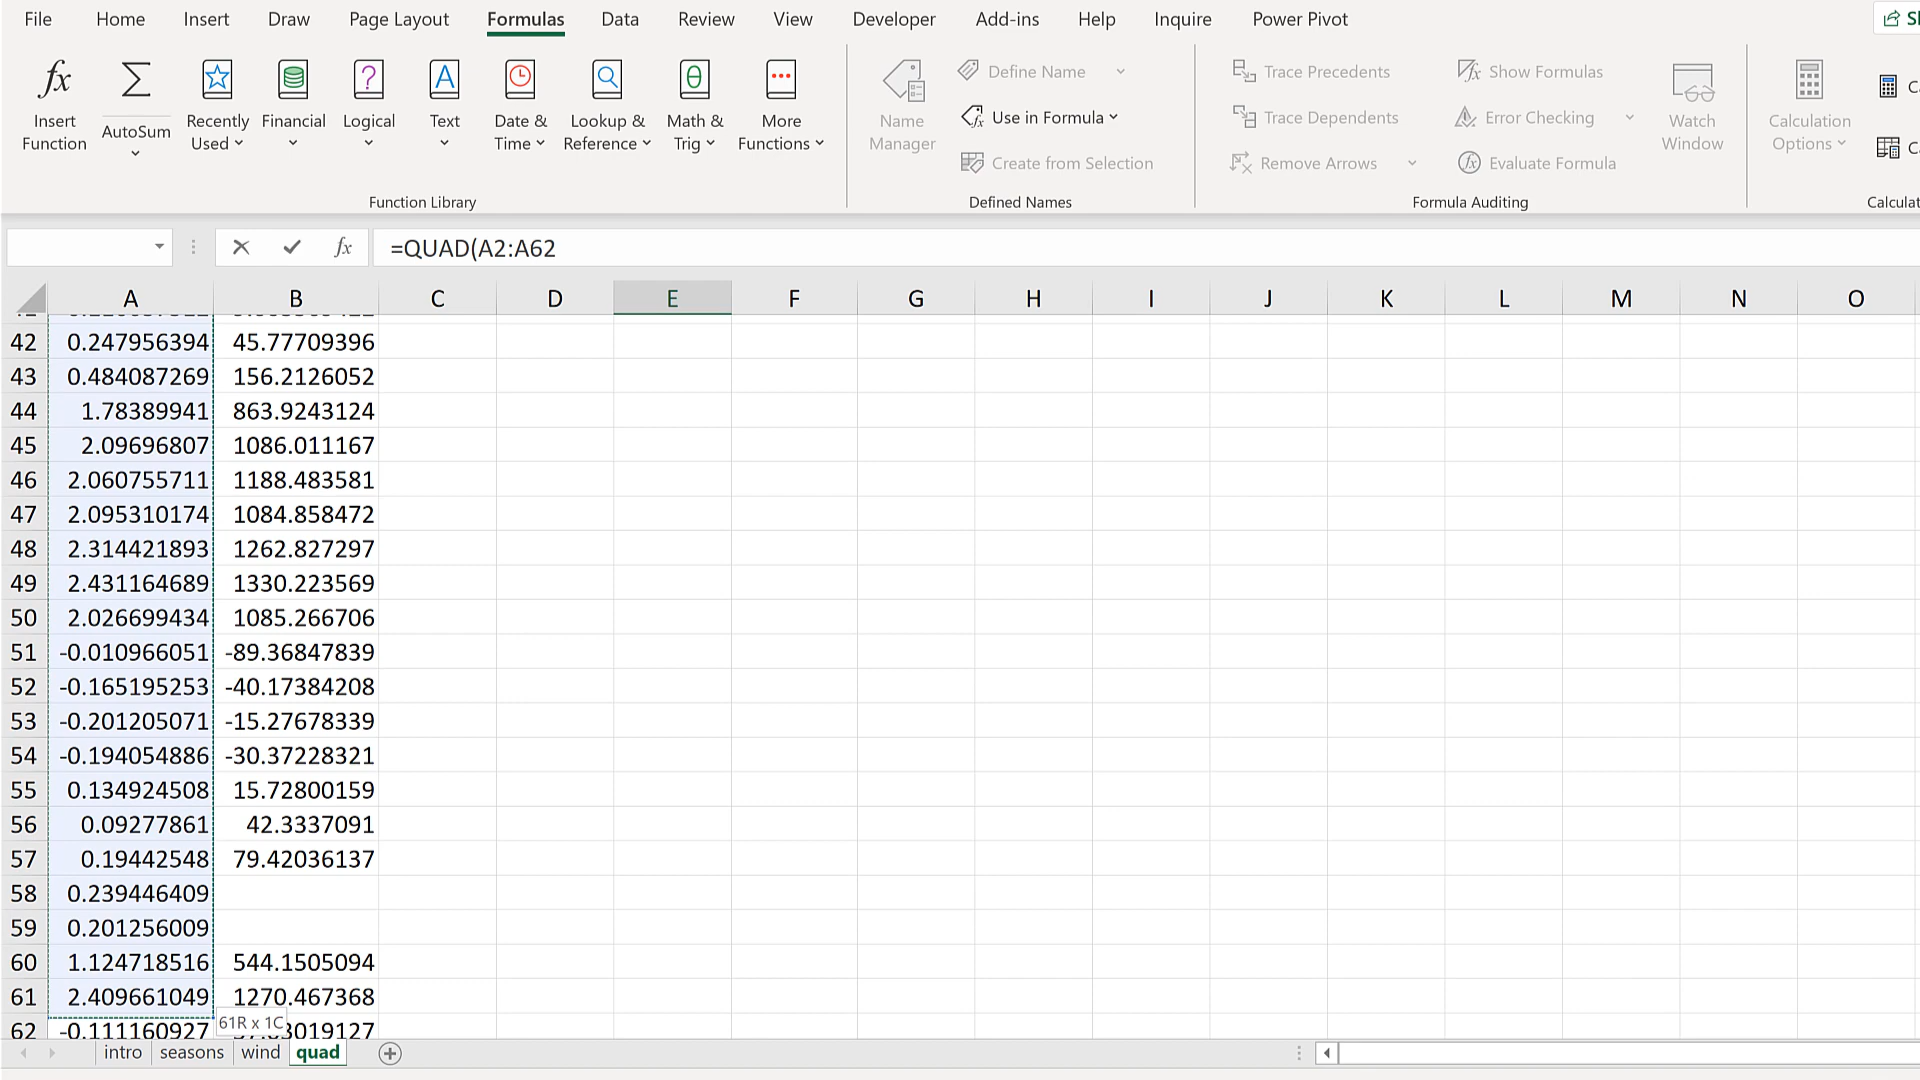 File Home Insert Draw Page Layout Formulas Data Review View Developer Add-ins Help Inquire Power Pivot
fx Insert Function
AutoSum
Recently Used
Financial
Logical
Text
Date & Time
Lookup & Reference
Math & Trig
More Functions
Function Library
Name Manager
Define Name
Use in Formula
Create from Selection
Defined Names
Trace Precedents
Trace Dependents
Remove Arrows
Show Formulas
Error Checking
Evaluate Formula
Watch Window
Formula Auditing
Calculation Options
fx =QUAD(A2:A62
A B C D E F G H I J K L M N O
42 0.247956394 45.77709396
43 0.484087269 156.2126052
44 1.78389941 863.9243124
45 2.09696807 1086.011167
46 2.060755711 1188.483581
47 2.095310174 1084.858472
48 2.314421893 1262.827297
49 2.431164689 1330.223569
50 2.026699434 1085.266706
51 -0.010966051 -89.36847839
52 -0.165195253 -40.17384208
53 -0.201205071 -15.27678339
54 -0.194054886 -30.37228321
55 0.134924508 15.72800159
56 0.09277861 42.3337091
57 0.19442548 79.42036137
58 0.239446409
59 0.201256009
60 1.124718516 544.1505094
61 2.409661049 1270.467368
61R x 1C
62 -0.111160927
intro seasons wind quad